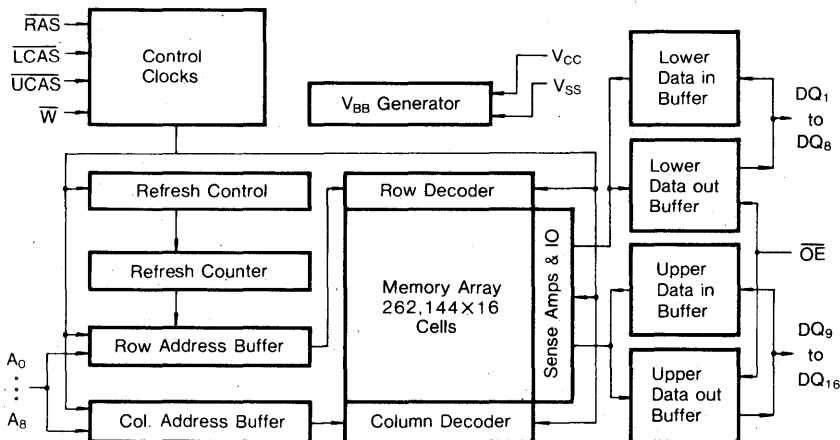 RAS
LCAS
UCAS
W
Control
Clocks
VBB Generator
VCC
VSS
Lower
Data in
Buffer
DQ1
to
DQ8
Lower
Data out
Buffer
Refresh Control
Row Decoder
Refresh Counter
Memory Array
262,144×16
Cells
Sense Amps & IO
OE
Upper
Data in
Buffer
Row Address Buffer
A0
A8
DQ9
to
DQ16
Upper
Data out
Buffer
Col. Address Buffer
Column Decoder